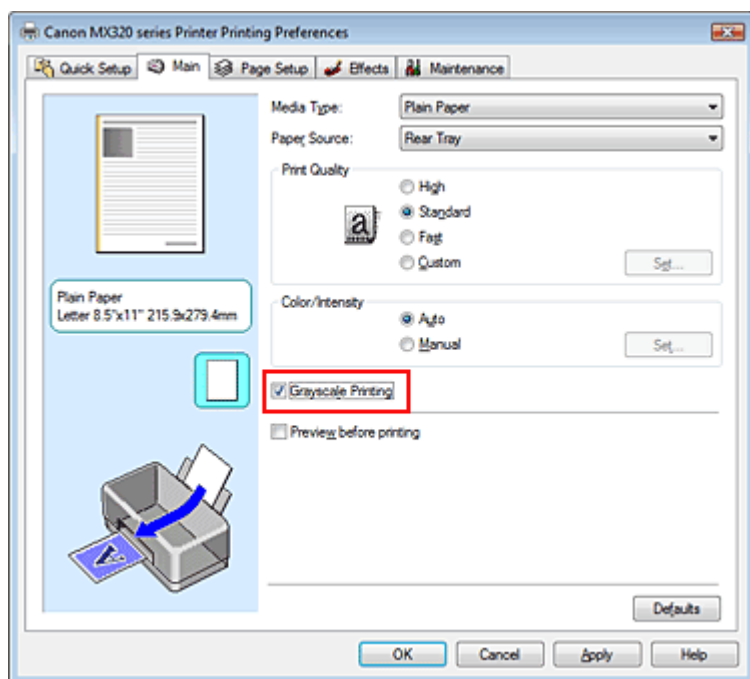 Canon MX320 series Printer Printing Preferences
Quick Setup Main Page Setup Effects Maintenance
Media Type: Plain Paper
Paper Source: Rear Tray
Print Quality
High
a Standard
Fast
Custom Set...
Plain Paper
Letter 8.5"x11" 215.9x279.4mm
Color/Intensity
Auto
Manual Set...
Grayscale Printing
Preview before printing
A
Defaults
OK Cancel Apply Help